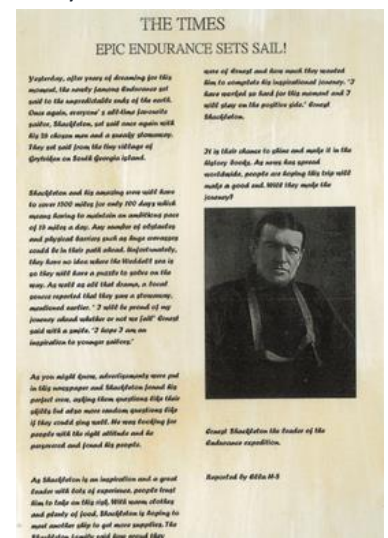 THE TIMES
EPIC ENDURANCE SETS SAIL!
Yesterday, after years of dreaming for this
moment, the newly famous Endurance set
sail to the unpredictable ends of the earth.
Once again, everyone's all-time favourite
sailor, Shackleton, set sail once again with
his 28 chosen men and a sneaky stowaway.
They set sail from the tiny village of
Grytviken on South Georgia island.
Shackleton and his amazing crew will have
to cover 1500 miles for only 100 days which
means having to maintain an ambitious pace
of 15 miles a day. Any number of obstacles
and physical barriers such as huge crevasses
could be in their path ahead. Unfortunately,
they have no idea where the Weddell sea is
so they will have a puzzle to solve on the
way. As well as all that drama, a local
source reported that they saw a stowaway,
mentioned earlier. "I will be proud of my
journey ahead whether or not we fail" Ernest
said with a smile. "I hope I am an
inspiration to younger sailors."
As you might know, advertisements were put
in this newspaper and Shackleton found his
perfect crew, asking them questions like their
skills but also more random questions like
if they could sing well. He was looking for
people with the right attitude and he
persevered and found his people.
As Shackleton is an inspiration and a great
leader with lots of experience, people trust
him to take on this risk. With warm clothes
and plenty of food, Shackleton is hoping to
meet another ship to get more supplies. The
Shackleton family said how proud they
were of Ernest and how much they wanted
him to complete his inspirational journey. "I
have worked so hard for this moment and I
will stay on the positive side." Ernest
Shackleton.
It is their chance to shine and make it in the
history books. As news has spread
worldwide, people are hoping this trip will
make a good end. Will they make the
journey?
Ernest Shackleton the leader of the
Endurance expedition.
Reported by Ella H-S